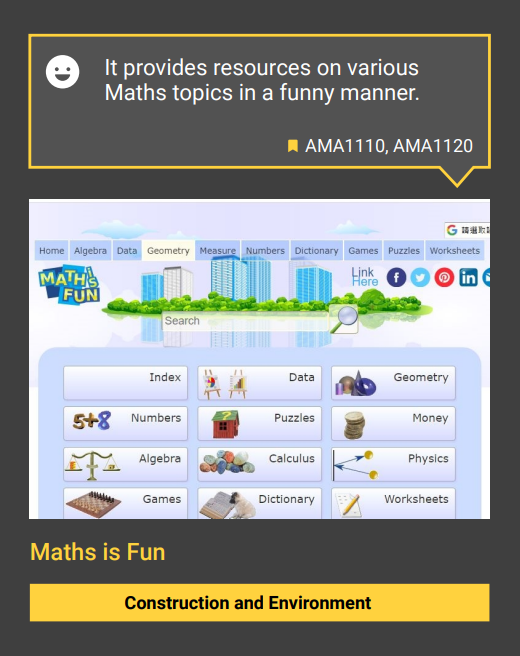 It provides resources on various
Maths topics in a funny manner.
AMA1110, AMA1120
Home Algebra Data Geometry Measure Numbers Dictionary Games Puzzles Worksheets
MATHS
FUN
Link
Here
Search
Index Data Geometry
5+8 Numbers Puzzles Money
Algebra Calculus Physics
Games Dictionary Worksheets
Maths is Fun
Construction and Environment